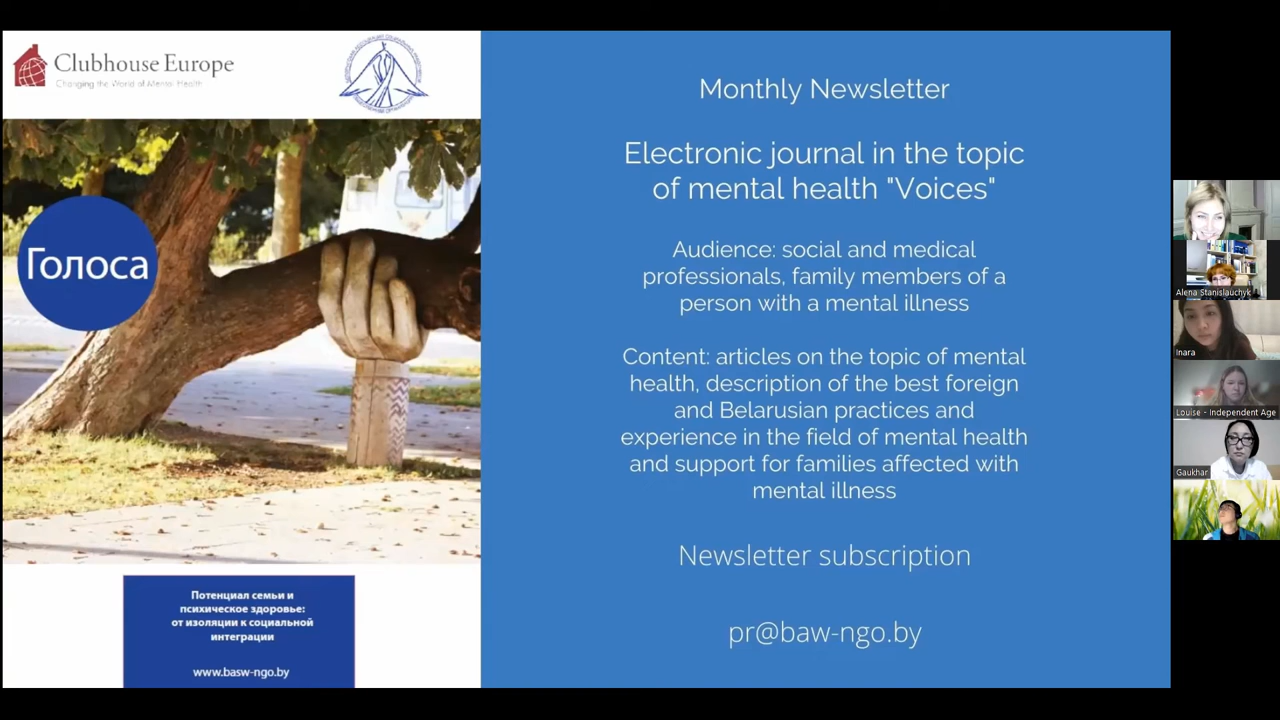 Clubhouse Europe
Changing the World of Mental Health
Голоса
Потенциал семьи и
психическое здоровье:
от изоляции к социальной
интеграции
www.basw-ngo.by
Monthly Newsletter
Electronic journal in the topic
of mental health "Voices"
Audience: social and medical
professionals, family members of a
person with a mental illness
Content: articles on the topic of mental
health, description of the best foreign
and Belarusian practices and
experience in the field of mental health
and support for families affected with
mental illness
Newsletter subscription
pr@baw-ngo.by
Alena Stanislauchyk
Inara
Louise - Independent Age
Gaukhar